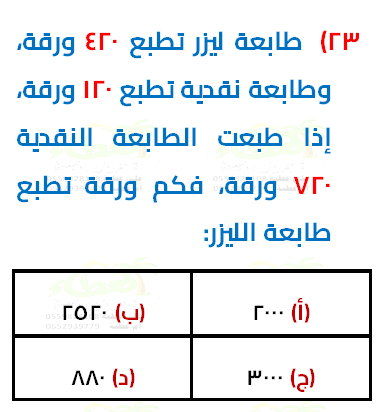 ٢٣) طابعة ليزر تطبع ٤٢٠ ورقة،
وطابعة نقدية تطبع ١٢٠ ورقة،
إذا طبعت الطابعة النقدية
٧٢٠ ورقة، فكم ورقة تطبع
طابعة الليزر:
(أ) ٢٠٠٠ (ب) ٢٥٢٠
(ج) ٣٠٠٠ (د) ٨٨٠